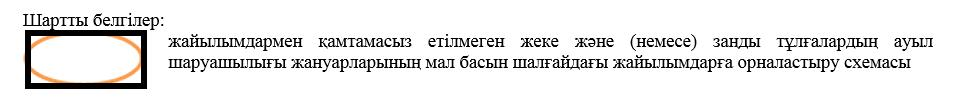 Шартты белгілер:
жайылымдармен қамтамасыз етілмеген жеке және (немесе) заңды тұлғалардың ауыл
шаруашылығы жануарларының мал басын шалғайдағы жайылымдарға орналастыру схемасы